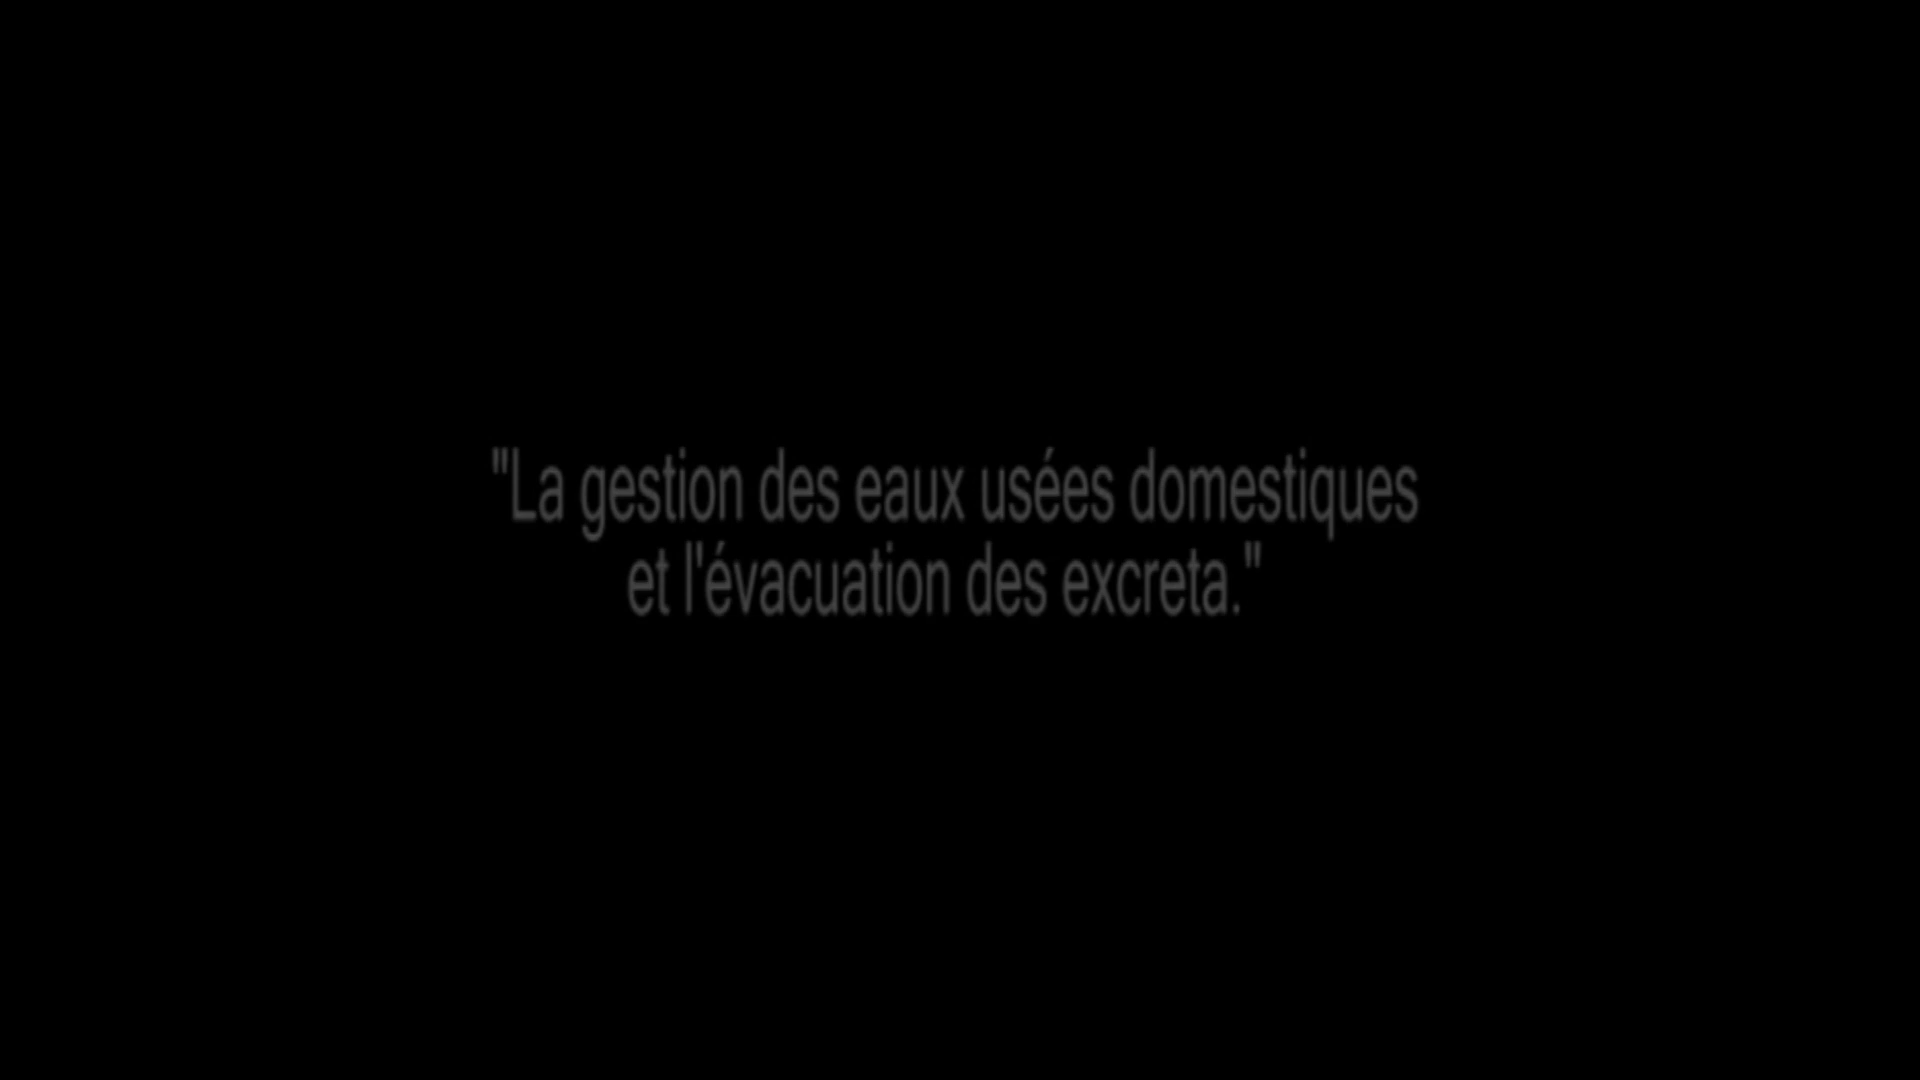 "La gestion des eaux usées domestiques
et l'évacuation des excreta."